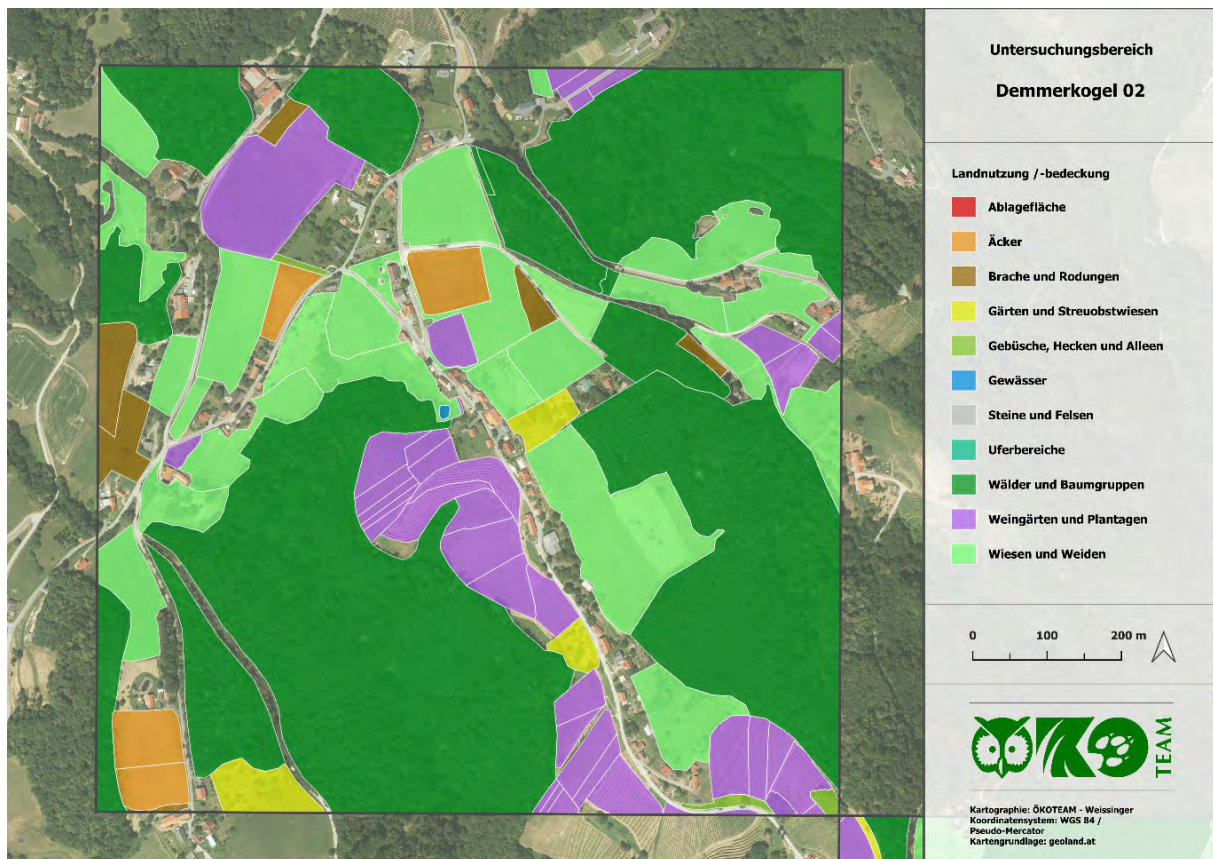 Untersuchungsbereich
Demmerkogel 02
Landnutzung /-bedeckung
Ablagefläche
Äcker
Brache und Rodungen
Gärten und Streuobstwiesen
Gebüsche, Hecken und Alleen
Gewässer
Steine und Felsen
Uferbereiche
Wälder und Baumgruppen
Weingärten und Plantagen
Wiesen und Weiden
0 100 200 m
ÖKO
TEAM
Kartographie: ÖKOTEAM - Weissinger
Koordinatensystem: WGS 84 /
Pseudo-Mercator
Kartengrundlage: geoland.at